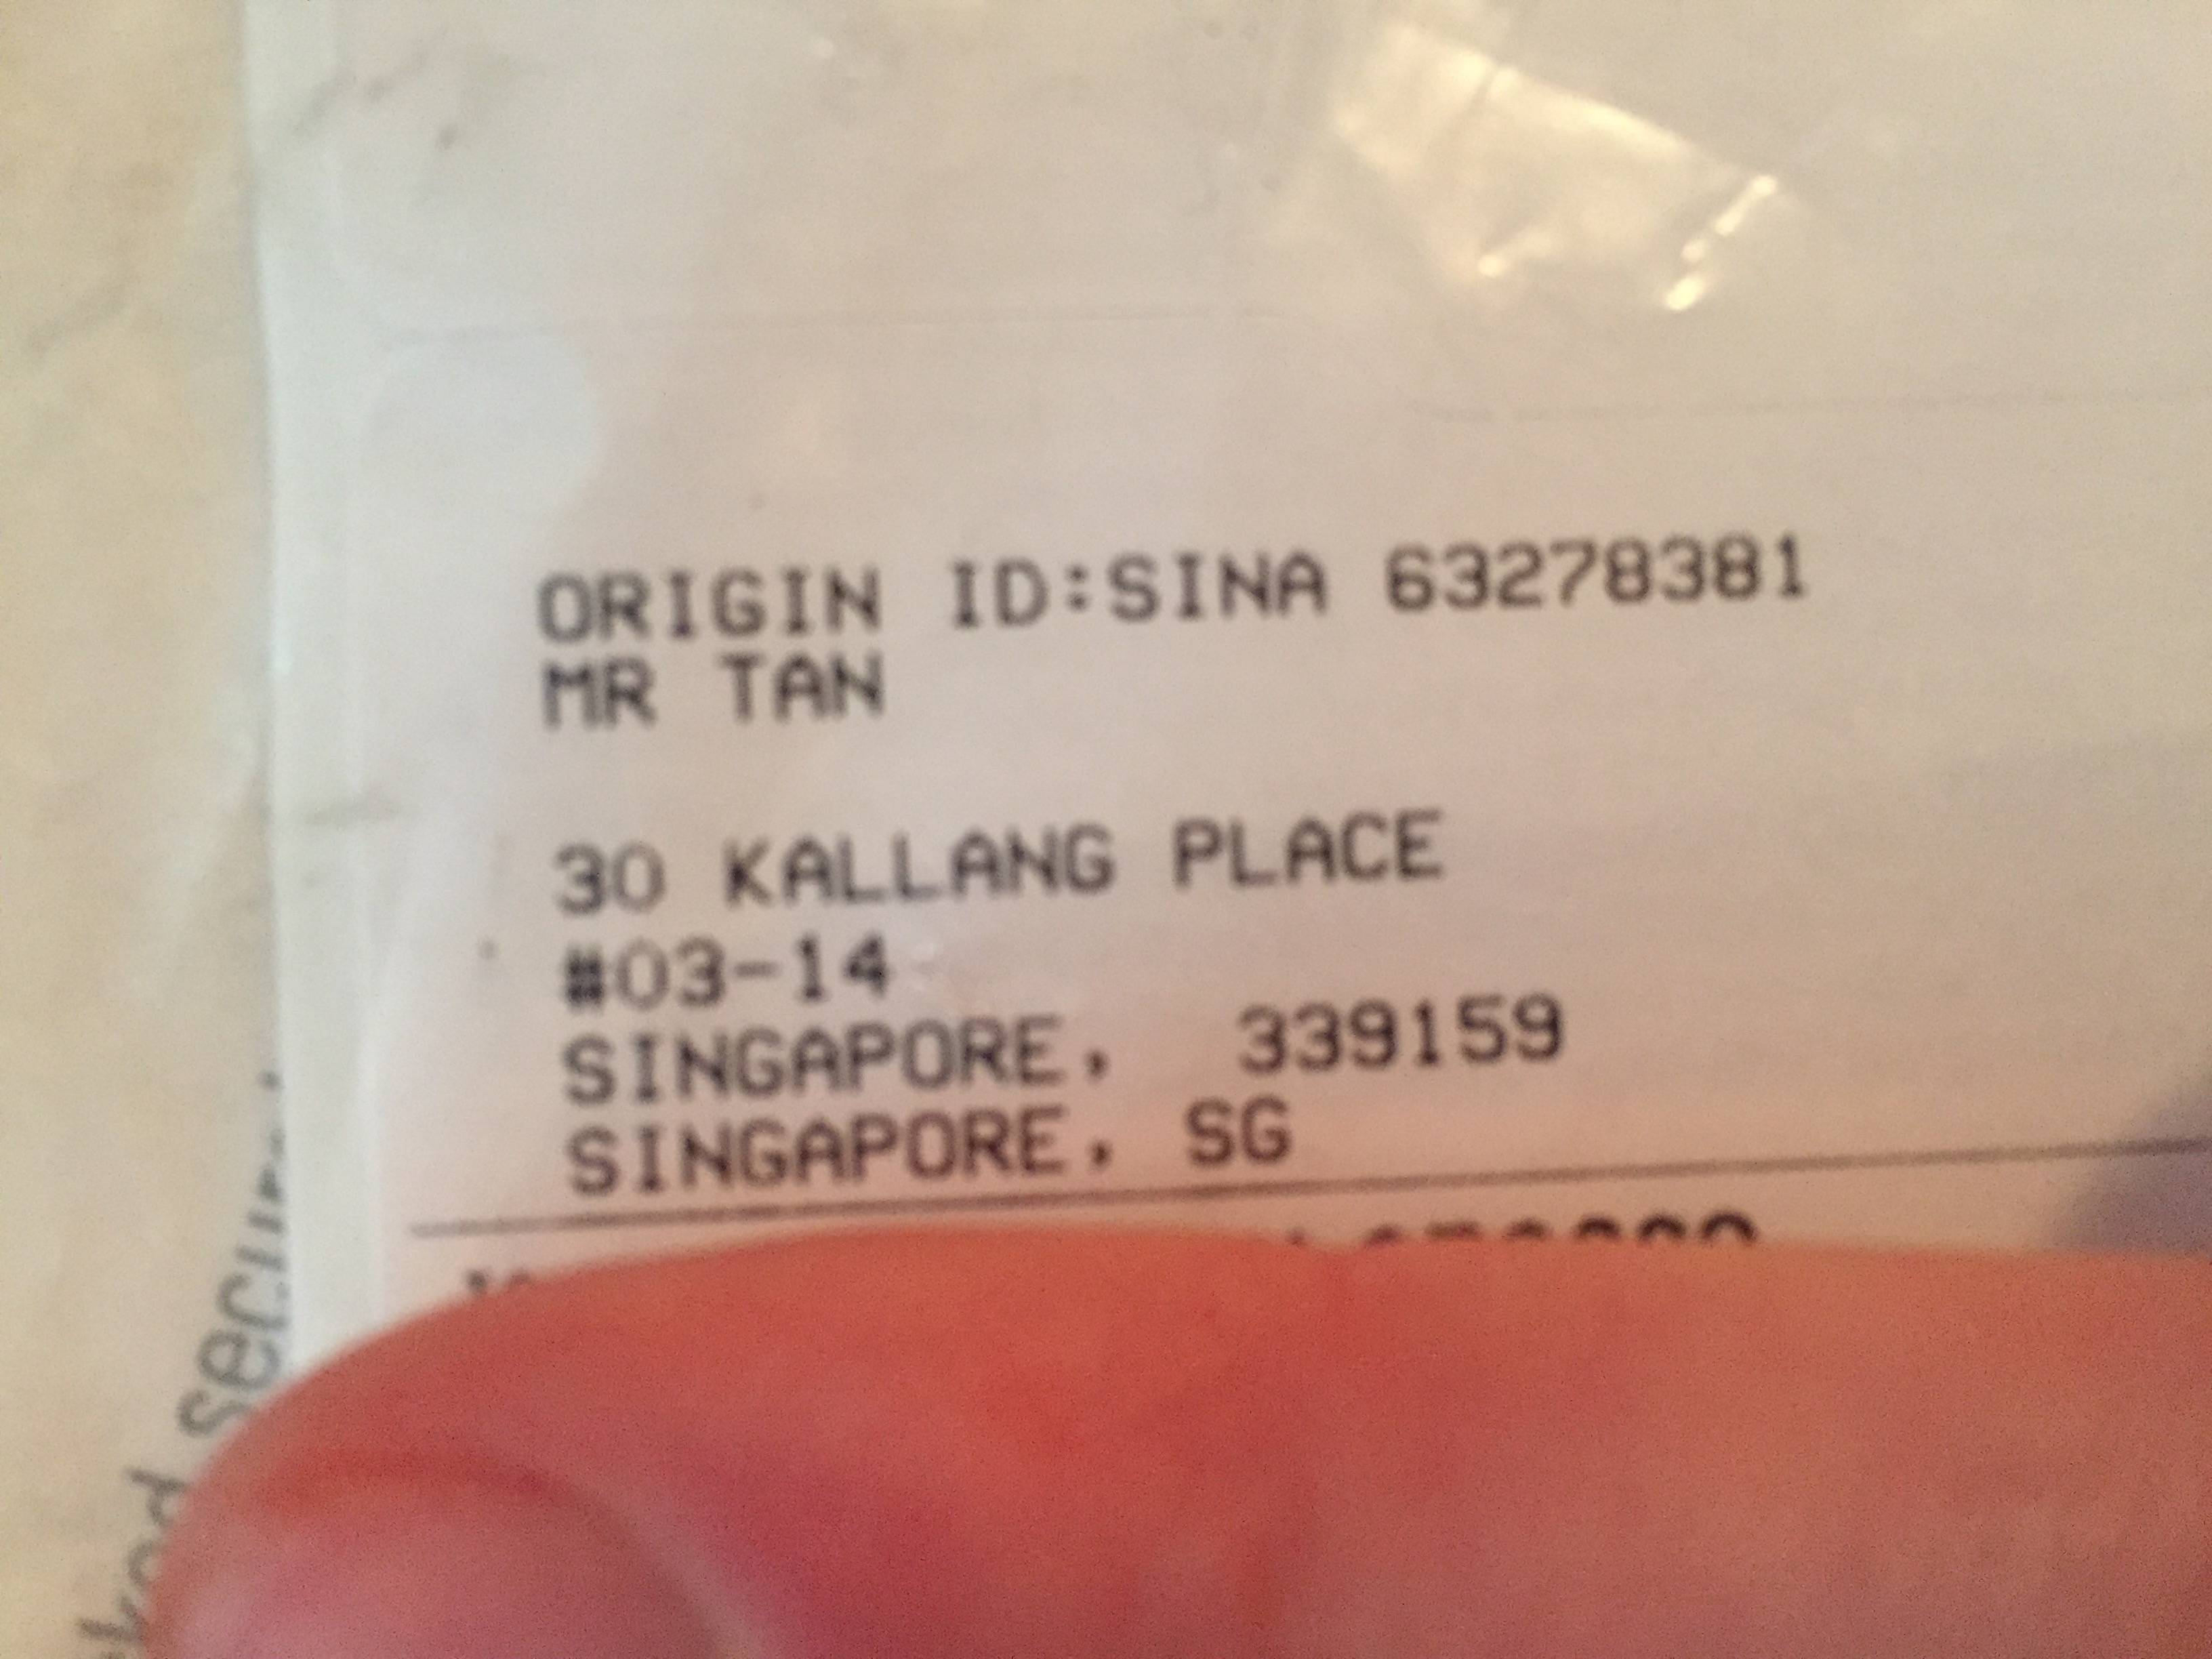 ORIGIN ID:SINA 63278381
MR TAN
30 KALLANG PLACE
#03-14
SINGAPORE, 339159
SINGAPORE, SG